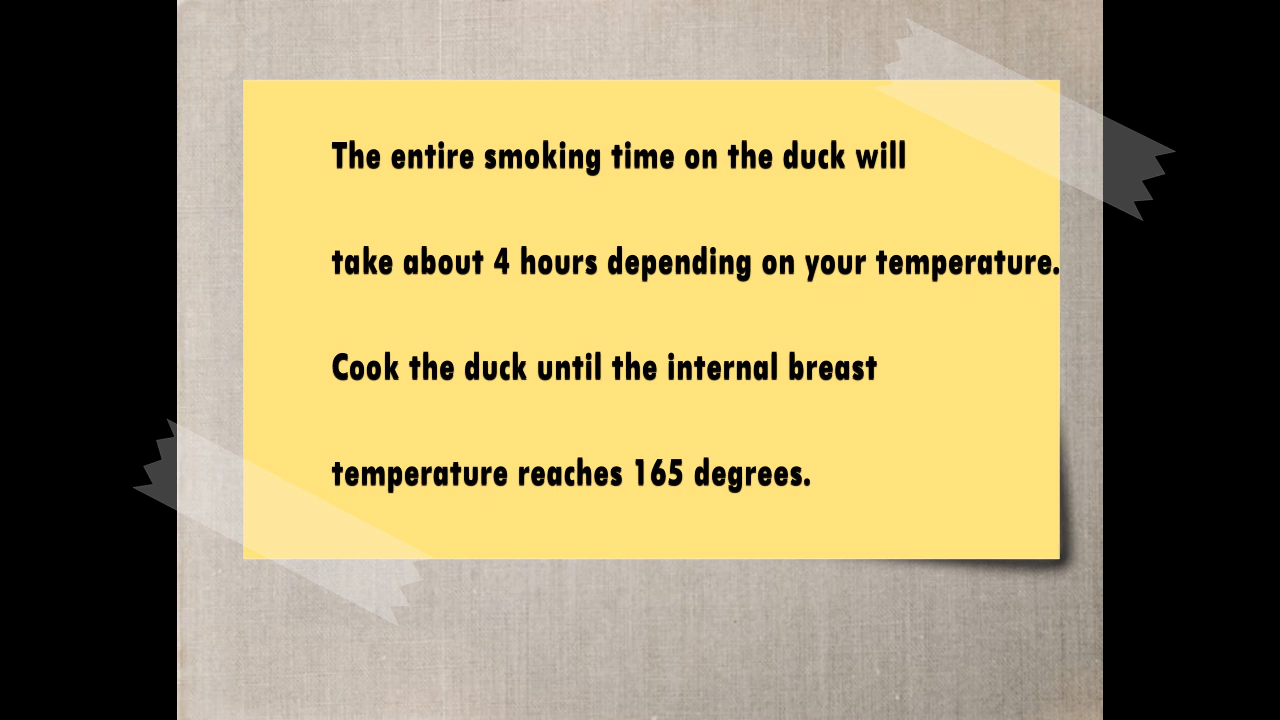 The entire smoking time on the duck will
take about 4 hours depending on your temperature.
Cook the duck until the internal breast
temperature reaches 165 degrees.